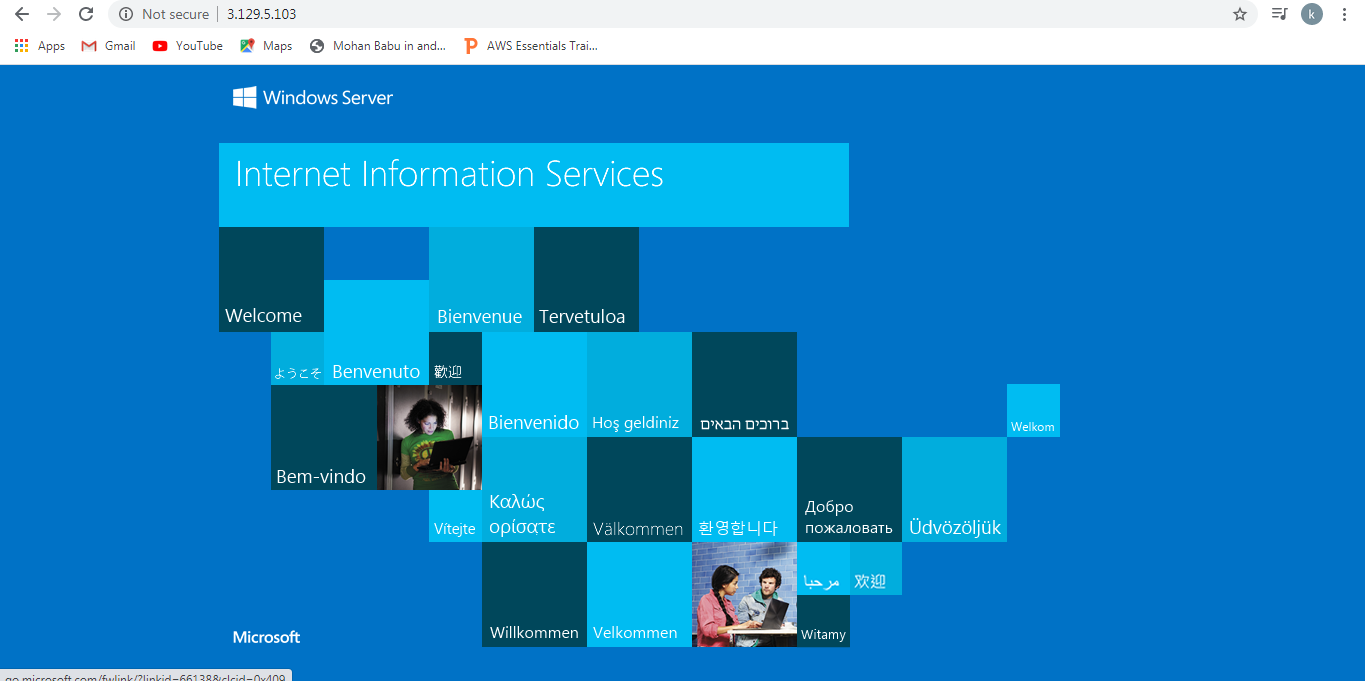 Not secure
3.129.5.103
k
Apps
Gmail
YouTube
Maps
Mohan Babu in and...
AWS Essentials Trai...
Windows Server
Internet Information Services
Welcome
Bienvenue
Tervetuloa
ようこそ
Benvenuto
歡迎
Bienvenido
Hoş geldiniz
ברוכים הבאים
Welkom
Bem-vindo
Vítejte
Καλώς
ορίσατε
Välkommen
환영합니다
Добро
пожаловать
Üdvözöljük
مرحبا
欢迎
Willkommen
Velkommen
Witamy
Microsoft
go.microsoft.com/fwlink/?linkid=66138&clcid=0x409